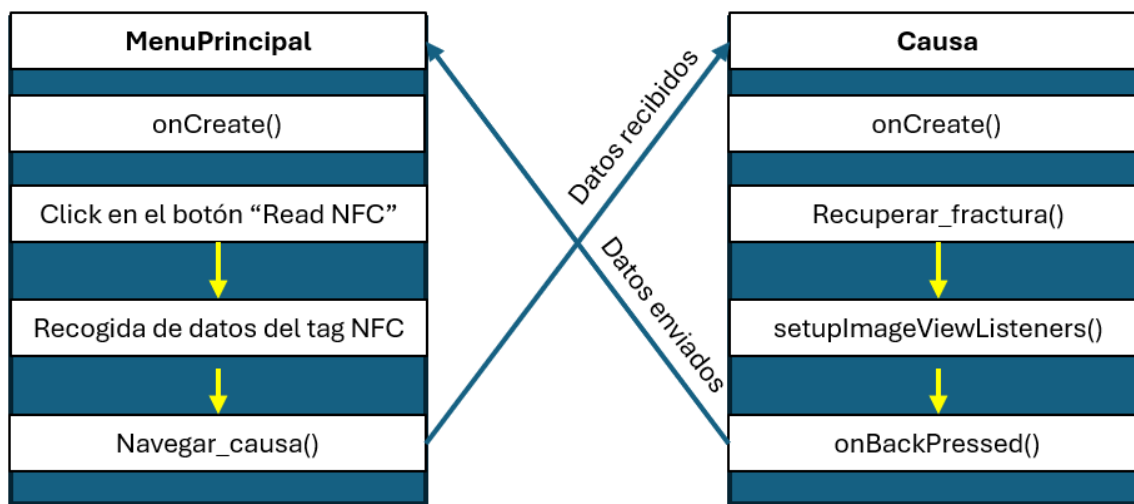 MenuPrincipal
onCreate()
Click en el botón “Read NFC”
Recogida de datos del tag NFC
Navegar_causa()
Datos recibidos
Datos enviados
Causa
onCreate()
Recuperar_fractura()
setupImageViewListeners()
onBackPressed()